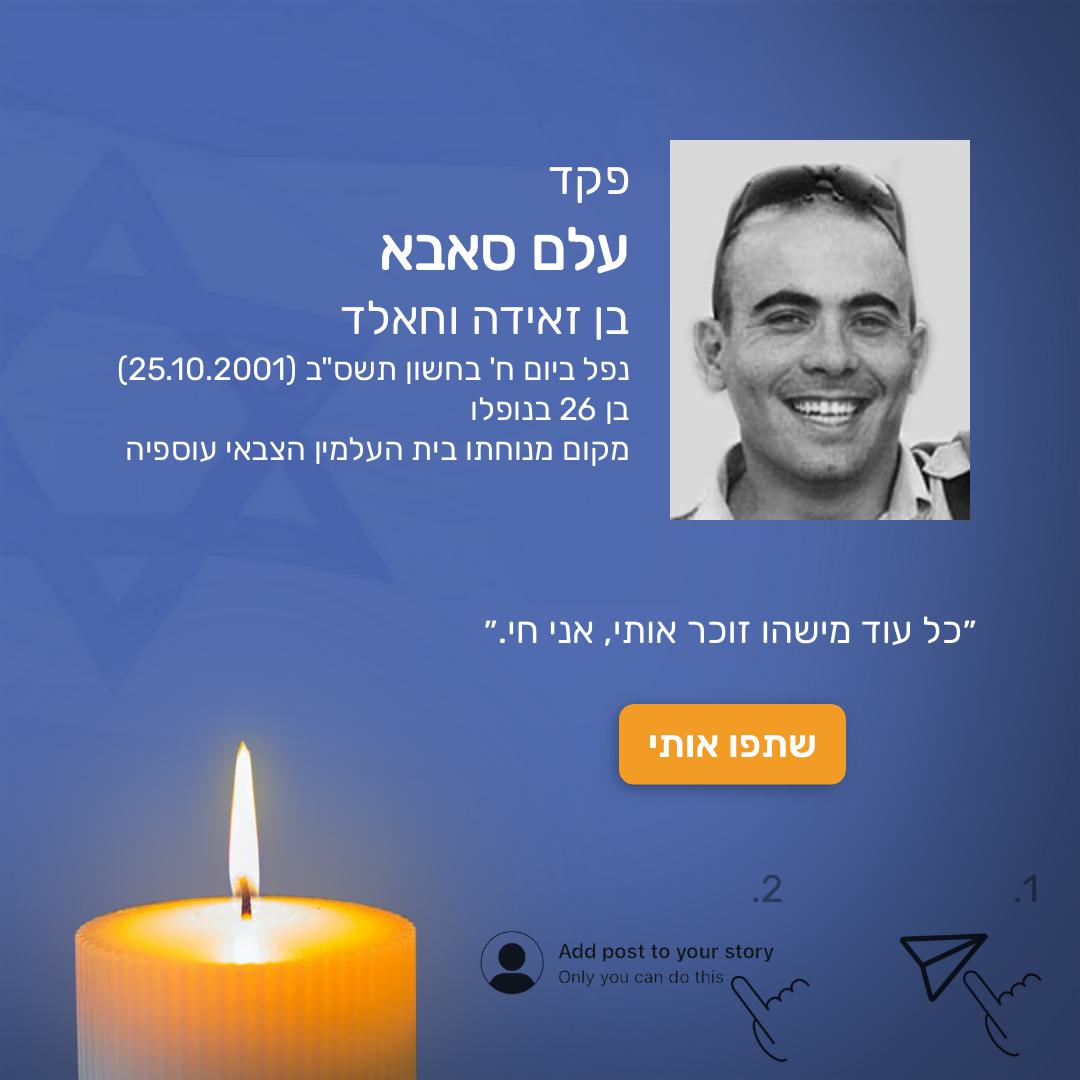 פקד
עלם סאבא
בן זאידה וחאלד
נפל ביום ח' בחשון תשס"ב (25.10.2001)
בן 26 בנופלו
מקום מנוחתו בית העלמין הצבאי עוספיה
״כל עוד מישהו זוכר אותי, אני חי.״
שתפו אותי
1.
2.
Add post to your story
Only you can do this